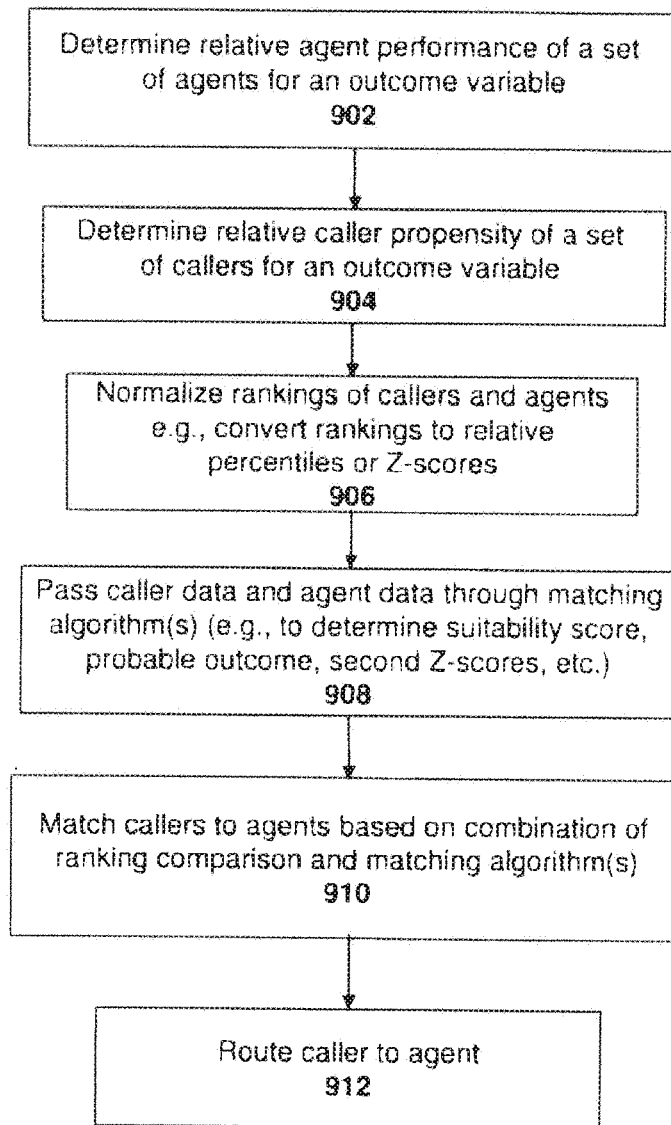 Determine relative agent performance of a set
of agents for an outcome variable
902
Determine relative caller propensity of a set
of callers for an outcome variable
904
Normalize rankings of callers and agents
e.g., convert rankings to relative
percentiles or Z-scores
906
Pass caller data and agent data through matching
algorithm(s) (e.g., to determine suitability score,
probable outcome, second Z-scores, etc.)
908
Match callers to agents based on combination of
ranking comparison and matching algorithm(s)
910
Route caller to agent
912